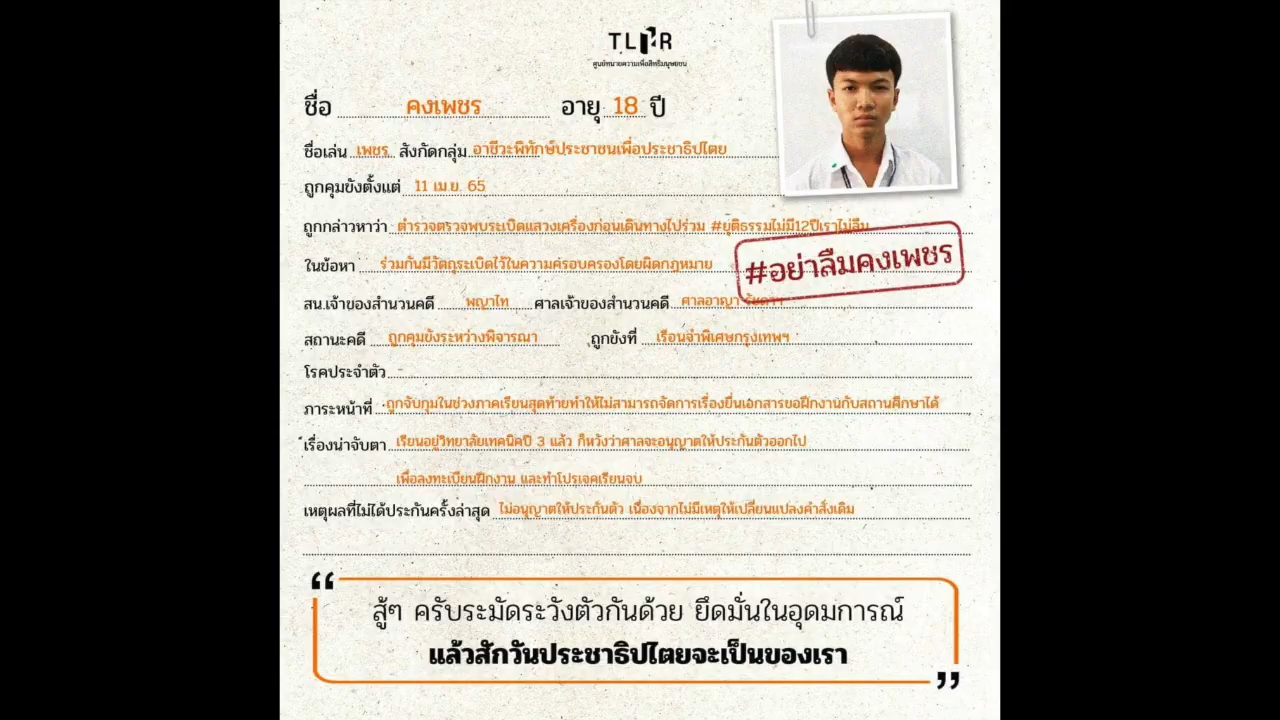 TLHR
ศูนย์ทนายความเพื่อสิทธิมนุษยชน
ชื่อ คงเพชร อายุ 18 ปี
ชื่อเล่น เพชร สังกัดกลุ่ม อาชีวะพิทักษ์ประชาชนเพื่อประชาธิปไตย
ถูกคุมขังตั้งแต่ 11 เม.ย. 65
ถูกกล่าวหาว่า ตำรวจตรวจพบระเบิดแสวงเครื่องก่อนเดินทางไปร่วม #ยุติธรรมไม่มี12ปีเราไม่ลืม
#อย่าลืมคงเพชร
ในข้อหา ร่วมกันมีวัตถุระเบิดไว้ในความครอบครองโดยผิดกฎหมาย
สน.เจ้าของสำนวนคดี พญาไท ศาลเจ้าของสำนวนคดี ศาลอาญา
สถานะคดี ถูกคุมขังระหว่างพิจารณา ถูกขังที่ เรือนจำพิเศษกรุงเทพฯ
โรคประจำตัว
ภาระหน้าที่ ถูกจับกุมในช่วงภาคเรียนสุดท้ายทำให้ไม่สามารถจัดการเรื่องยื่นเอกสารขอฝึกงานกับสถานศึกษาได้
เรื่องน่าจับตา เรียนอยู่วิทยาลัยเทคนิคปี 3 แล้ว ก็หวังว่าศาลจะอนุญาตให้ประกันตัวออกไป
เพื่อลงทะเบียนฝึกงาน และทำโปรเจคเรียนจบ
เหตุผลที่ไม่ได้ประกันครั้งล่าสุด ไม่อนุญาตให้ประกันตัว เนื่องจากไม่มีเหตุให้เปลี่ยนแปลงคำสั่งเดิม
“สู้ๆ ครับระมัดระวังตัวกันด้วย ยึดมั่นในอุดมการณ์
แล้วสักวันประชาธิปไตยจะเป็นของเรา”